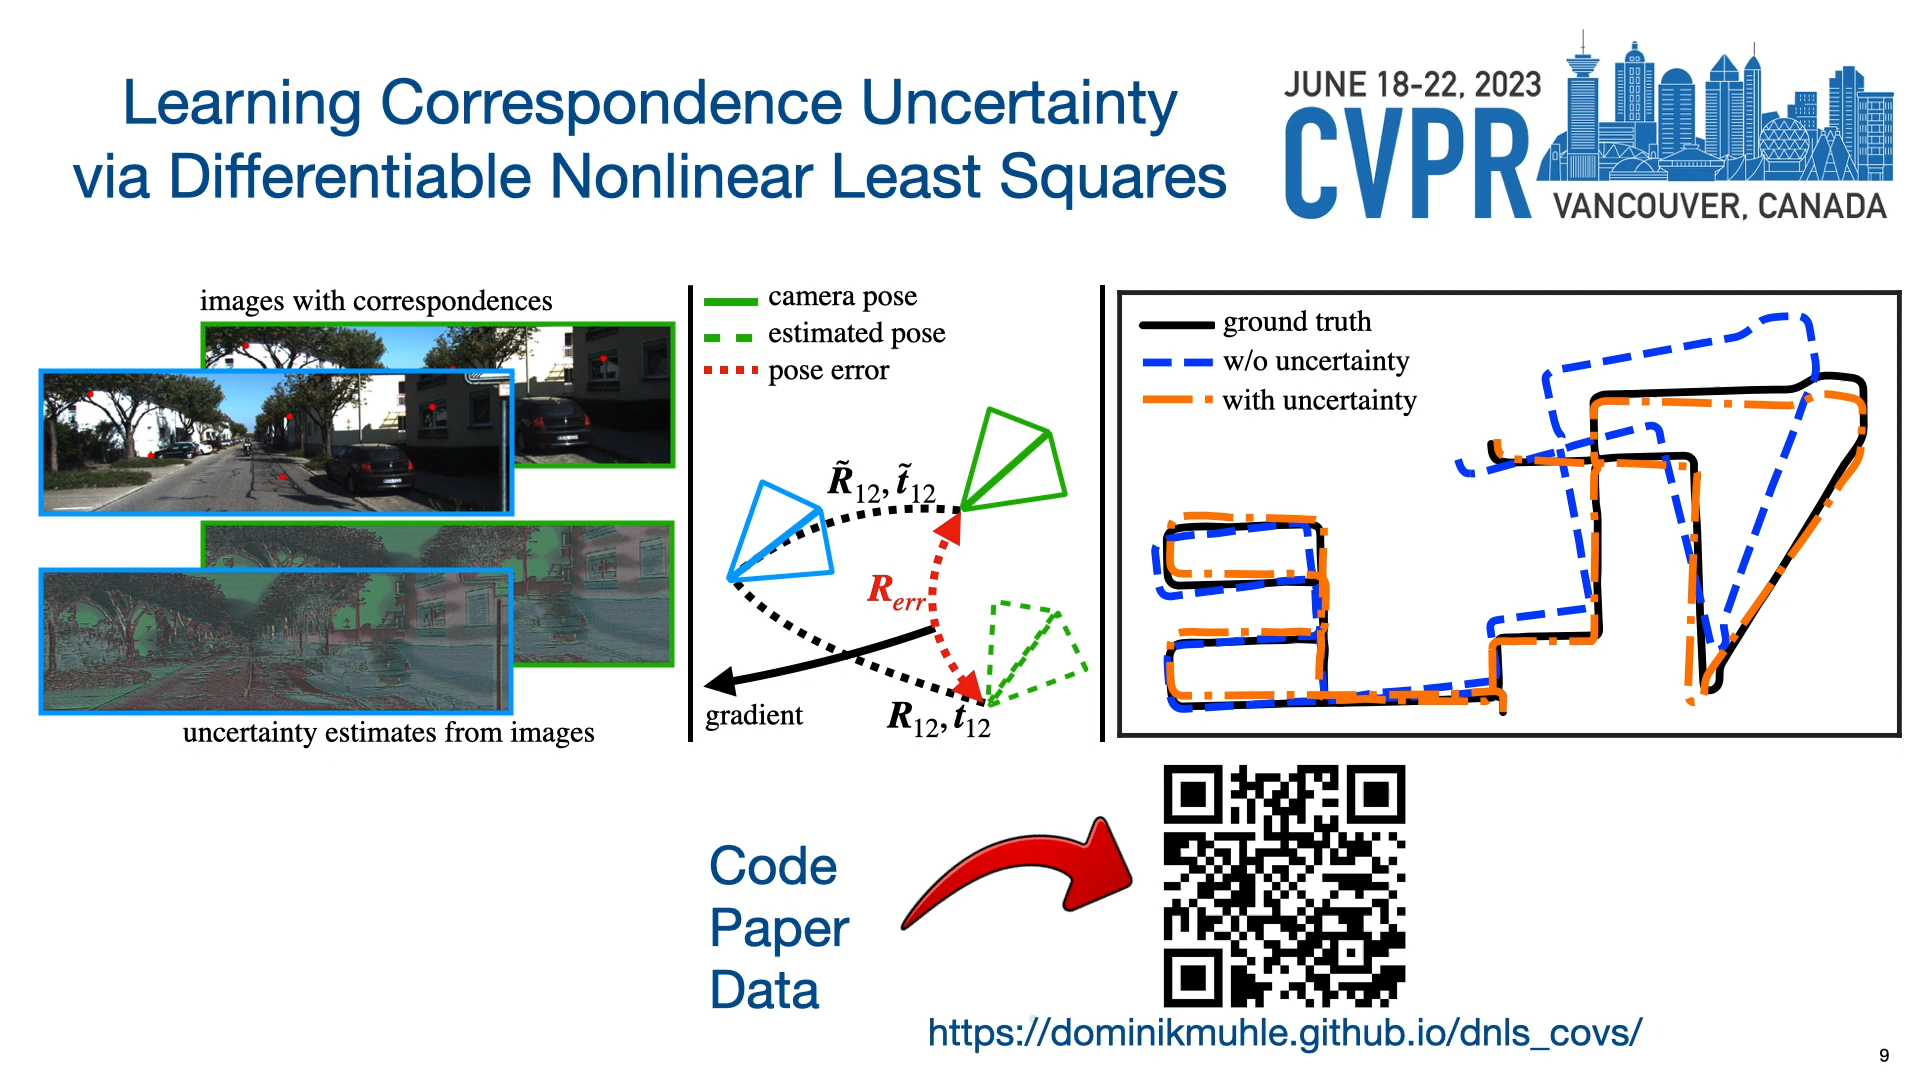 Learning Correspondence Uncertainty
via Differentiable Nonlinear Least Squares
JUNE 18-22, 2023
CVPR
VANCOUVER, CANADA
images with correspondences
uncertainty estimates from images
camera pose
estimated pose
pose error
R̃12, t̃12
Rerr
gradient
R12, t12
ground truth
w/o uncertainty
with uncertainty
Code
Paper
Data
https://dominikmuhle.github.io/dnls_covs/
9